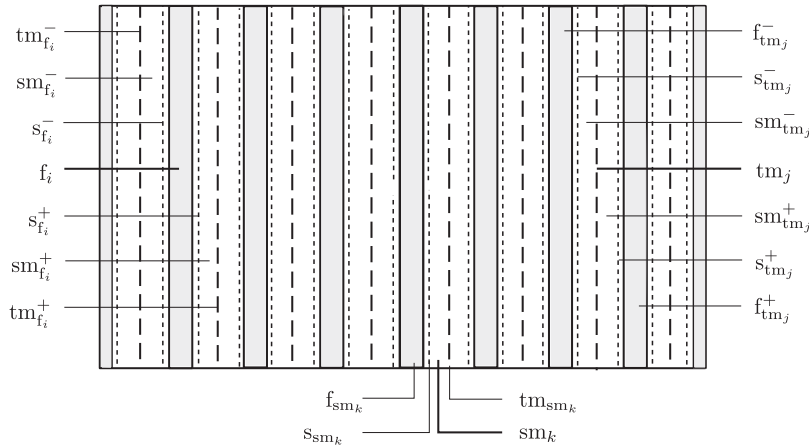 tm⁻_{f_i}
sm⁻_{f_i}
s⁻_{f_i}
f_i
s⁺_{f_i}
sm⁺_{f_i}
tm⁺_{f_i}
f⁻_{tm_j}
s⁻_{tm_j}
sm⁻_{tm_j}
tm_j
sm⁺_{tm_j}
s⁺_{tm_j}
f⁺_{tm_j}
f_{sm_k} tm_{sm_k}
s_{sm_k} sm_k